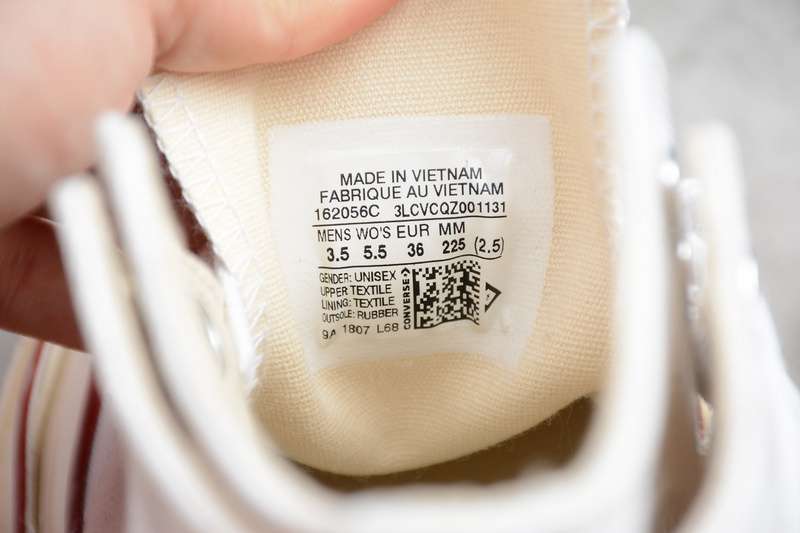 MADE IN VIETNAM
FABRIQUE AU VIETNAM
162056C 3LCVCQZ001131
MENS WO'S EUR MM
3.5 5.5 36 225 (2.5)
GENDER: UNISEX
UPPER TEXTILE
LINING: TEXTILE
OUTSOLE: RUBBER
9A 1807 L68
CONVERSE